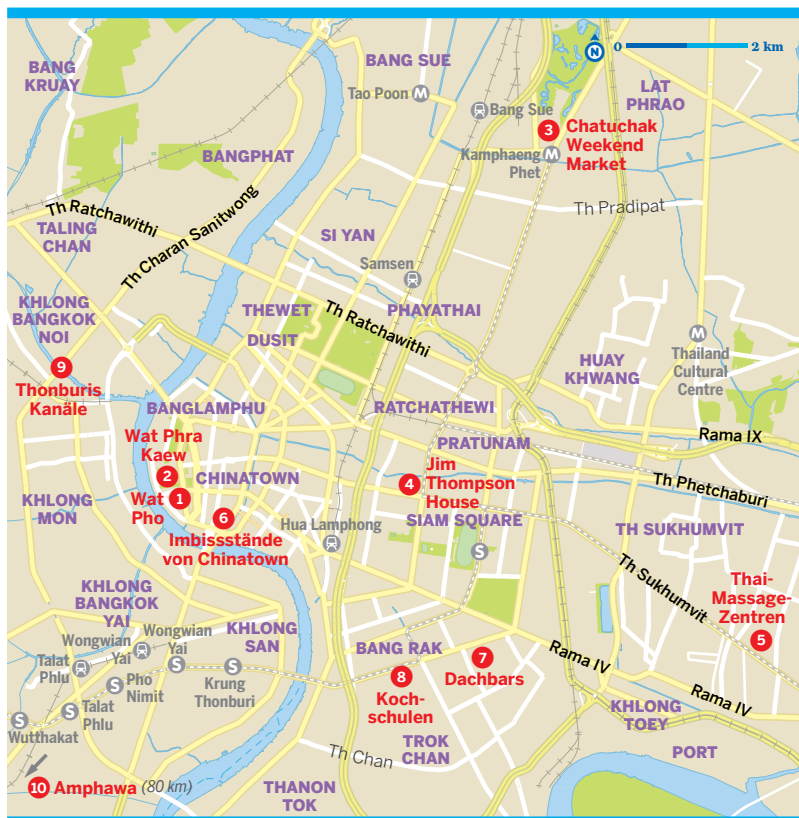 0
2 km
N
BANG SUE
BANG
KRUAY
Tao Poon
M
Bang Sue
LAT
PHRAO
3
Chatuchak
Weekend
Market
Kamphaeng
Phet
M
BANGPHAT
Th Ratchawithi
Th Charan Sanitwong
Th Pradipat
TALING
CHAN
SI YAN
Samsen
KHLONG
BANGKOK
NOI
THEWET
DUSIT
PHAYATHAI
Th Ratchawithi
M
Thailand
Cultural
Centre
HUAY
KHWANG
9
Thonburis
Kanäle
BANGLAMPHU
RATCHATHEWI
Rama IX
Wat Phra
Kaew
2
PRATUNAM
CHINATOWN
4
Jim
Thompson
House
Th Phetchaburi
1
Wat
Pho
KHLONG
MON
6
Imbissstände
von Chinatown
Hua Lamphong
SIAM SQUARE
S
TH SUKHUMVIT
Th Sukhumvit
Thai-
Massage-
Zentren
5
KHLONG
BANGKOK
YAI
KHLONG
SAN
Wongwian
Yai
Wongwian
Yai
S
BANG RAK
7
Dachbars
Rama IV
Talat
Phlu
S
Pho
Nimit
S
Krung
Thonburi
8
Koch-
schulen
Rama IV
S
Talat
Phlu
S
Wutthakat
KHLONG
TOEY
TROK
CHAN
PORT
Th Chan
10
Amphawa (80 km)
THANON
TOK